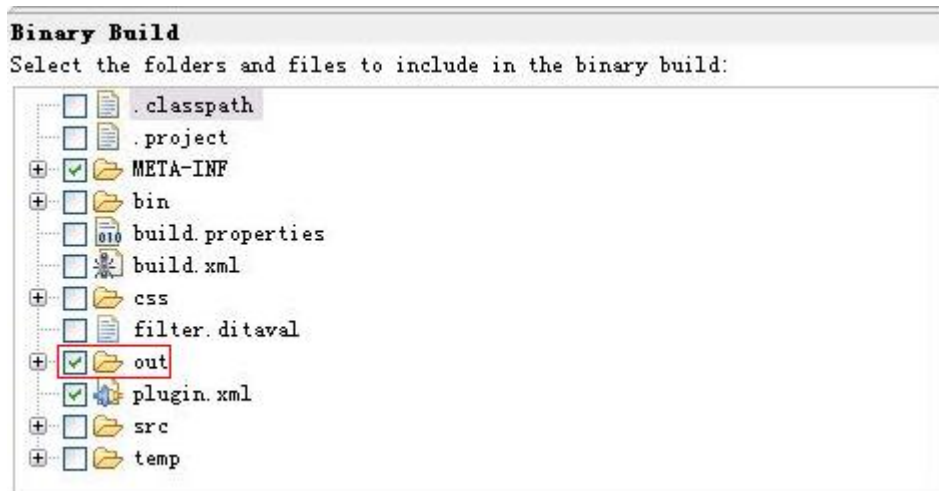 Binary Build
Select the folders and files to include in the binary build:
.classpath
.project
META-INF
bin
build.properties
build.xml
css
filter.ditaval
out
plugin.xml
src
temp